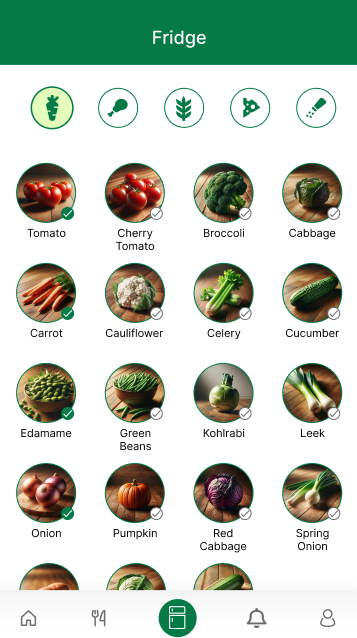 Fridge
Tomato
Cherry
Tomato
Broccoli
Cabbage
Carrot
Cauliflower
Celery
Cucumber
Edamame
Green
Beans
Kohlrabi
Leek
Onion
Pumpkin
Red
Cabbage
Spring
Onion